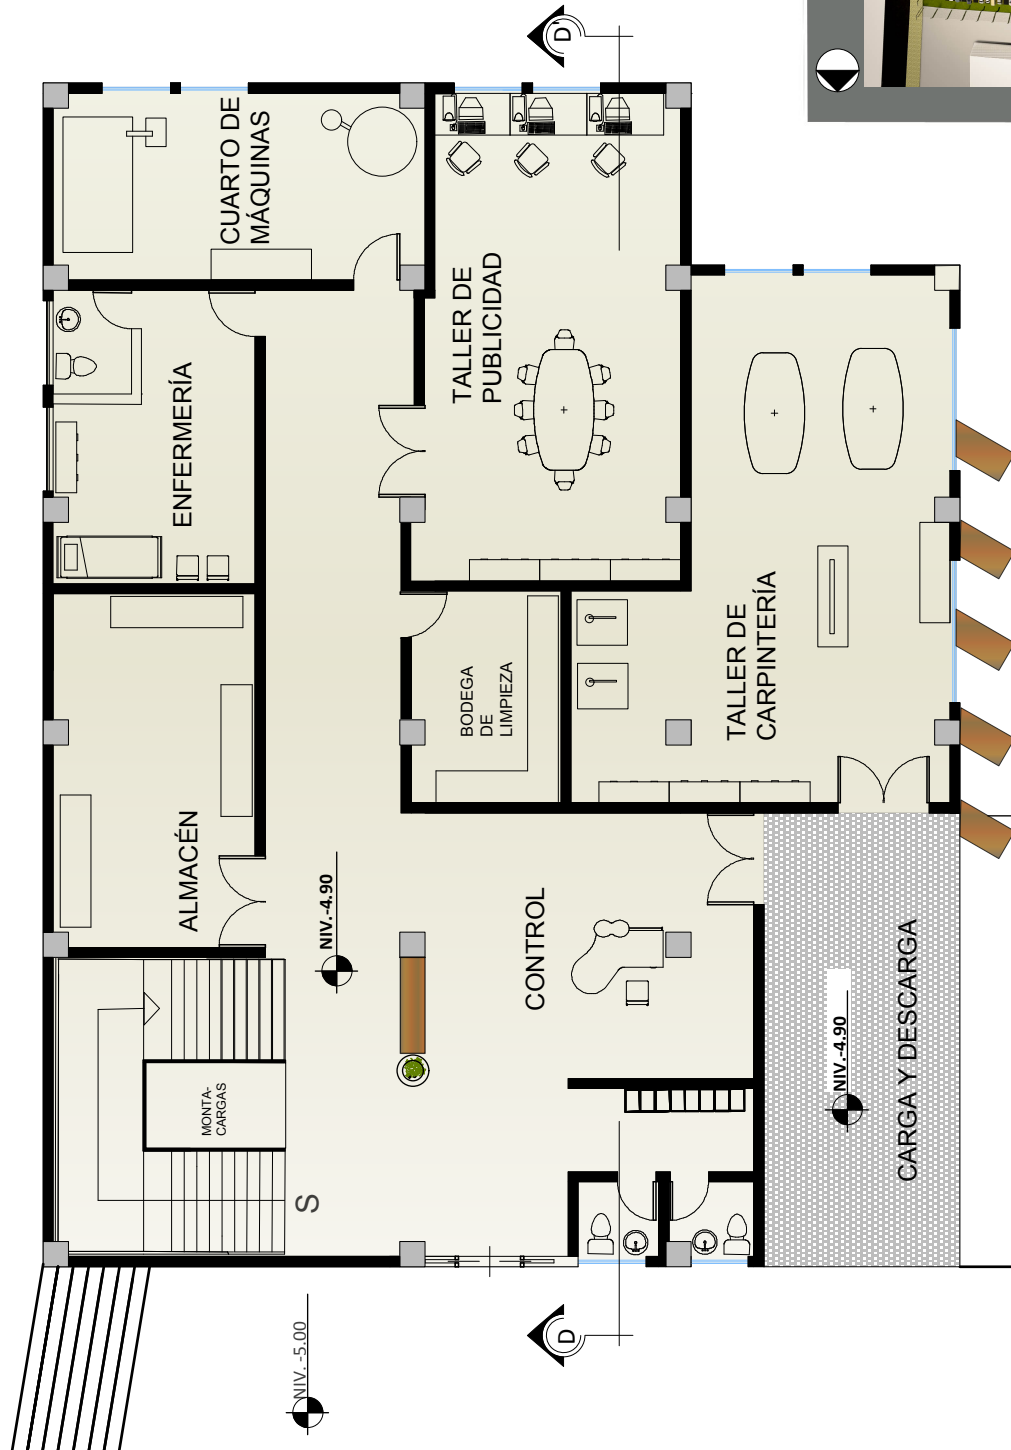 D'
CUARTO DE
MÁQUINAS
TALLER DE
PUBLICIDAD
ENFERMERÍA
TALLER DE
CARPINTERÍA
BODEGA
DE
LIMPIEZA
ALMACÉN
NIV.-4.90
CONTROL
CARGA Y DESCARGA
NIV.-4.90
MONTA-
CARGAS
S
NIV. -5.00
D